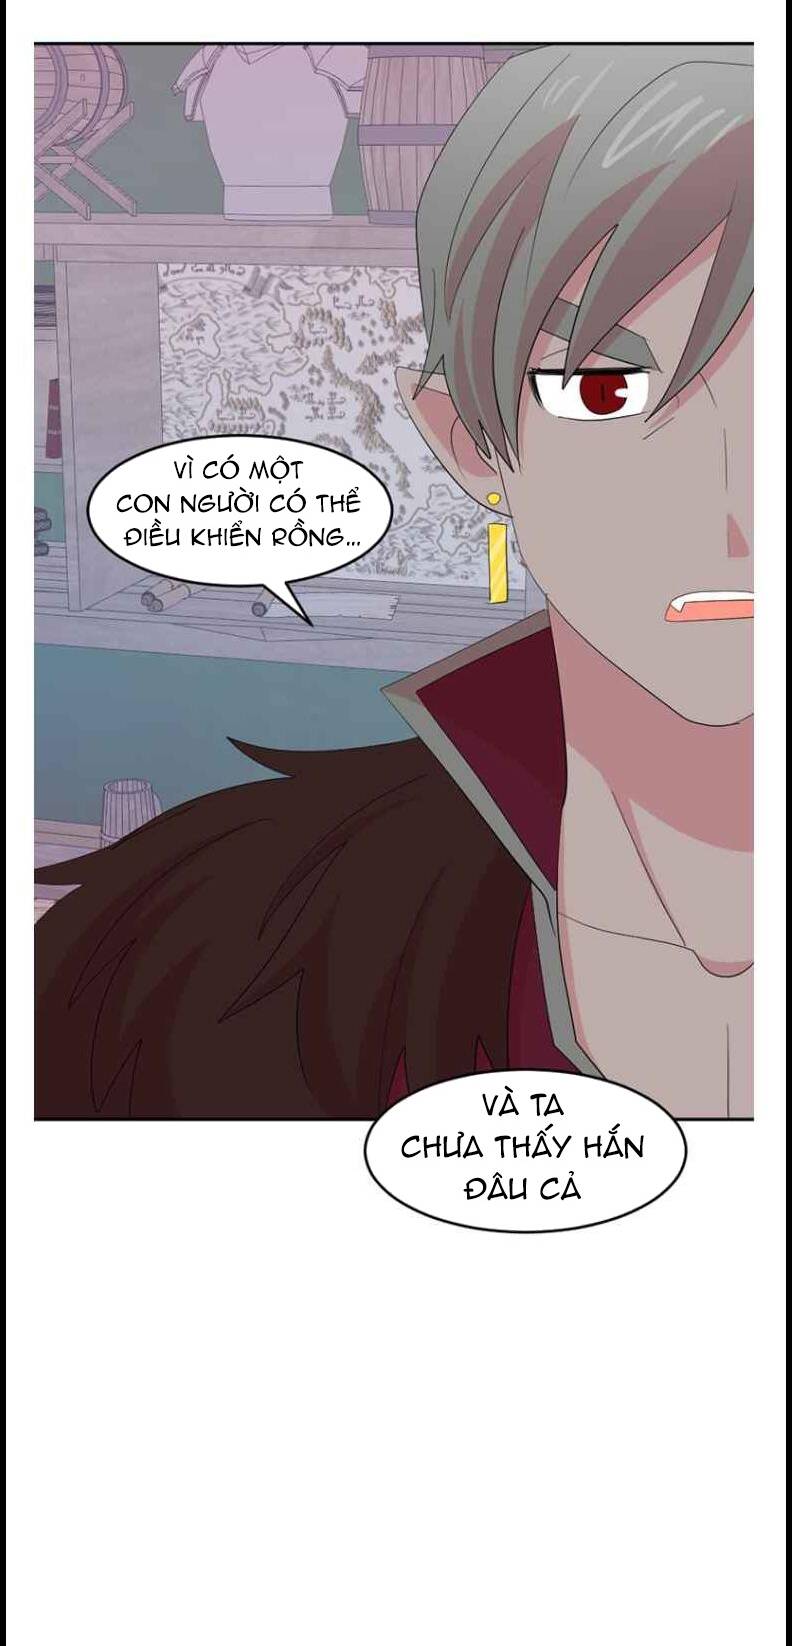 VÌ CÓ MỘT
CON NGƯỜI CÓ THỂ
ĐIỀU KHIỂN RỒNG...
VÀ TA
CHƯA THẤY HẮN
ĐÂU CẢ